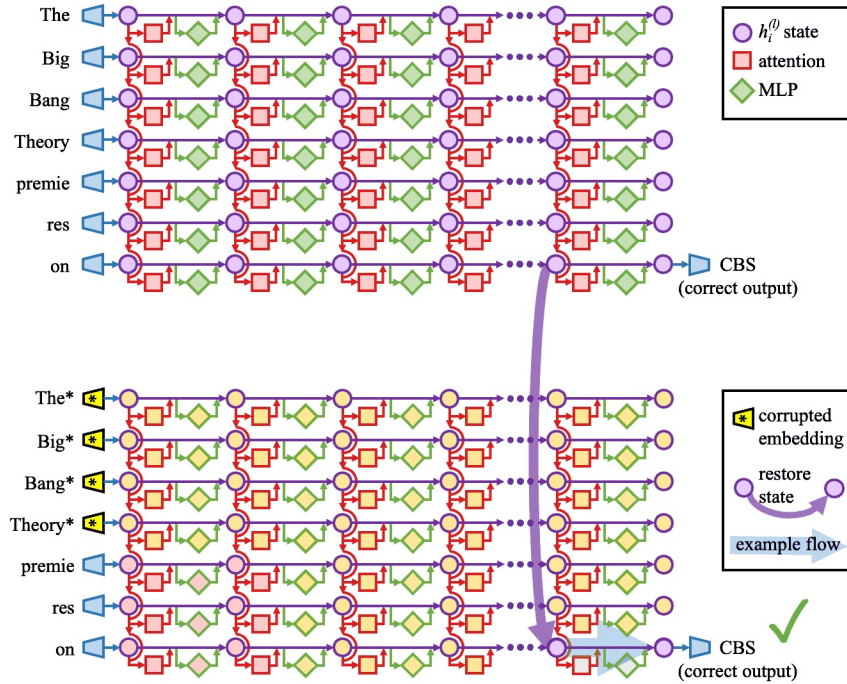 The
Big
Bang
Theory
premie
res
on
h_i^(l) state
attention
MLP
CBS
(correct output)
The*
Big*
Bang*
Theory*
premie
res
on
*
*
*
*
* corrupted
embedding
restore
state
example flow
CBS
(correct output)